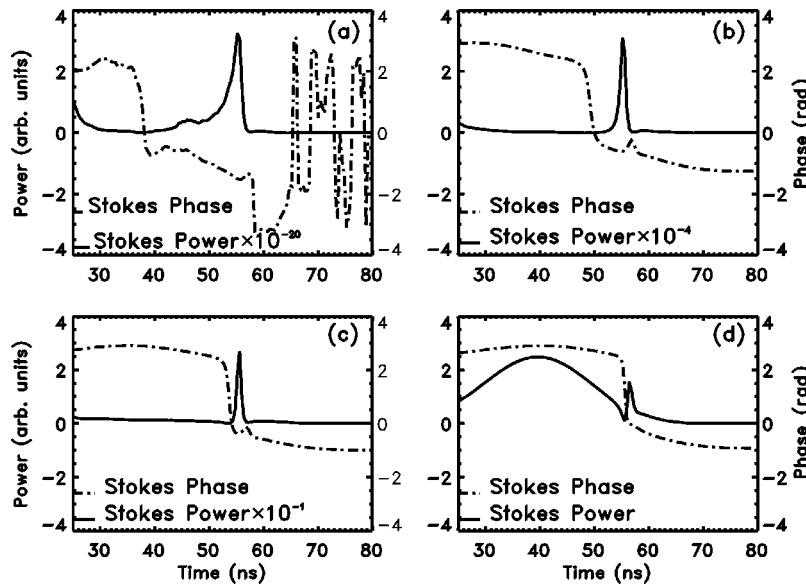 (a)
(b)
Power (arb. units)
4
2
0
-2
-4
Stokes Phase
Stokes Power×10⁻²⁰
4
2
0
-2
-4
30 40 50 60 70 80
4
2
0
-2
-4
Stokes Phase
Stokes Power×10⁻⁴
4
2
0
-2
-4
Phase (rad)
30 40 50 60 70 80
(c)
(d)
Power (arb. units)
4
2
0
-2
-4
Stokes Phase
Stokes Power×10⁻¹
4
2
0
-2
-4
30 40 50 60 70 80
Time (ns)
4
2
0
-2
-4
Stokes Phase
Stokes Power
4
2
0
-2
-4
Phase (rad)
30 40 50 60 70 80
Time (ns)